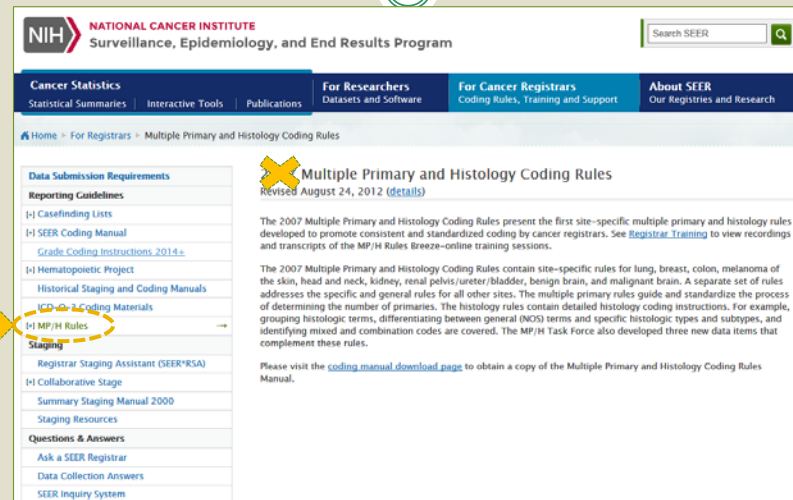 NIH
NATIONAL CANCER INSTITUTE
Surveillance, Epidemiology, and End Results Program
Search SEER
Cancer Statistics
Statistical Summaries | Interactive Tools | Publications
For Researchers
Datasets and Software
For Cancer Registrars
Coding Rules, Training and Support
About SEER
Our Registries and Research
Home For Registrars Multiple Primary and Histology Coding Rules
Data Submission Requirements
Reporting Guidelines
[+] Casefinding Lists
[+] SEER Coding Manual
Grade Coding Instructions 2014+
[+] Hematopoietic Project
Historical Staging and Coding Manuals
ICD-O-3 Coding Materials
[+] MP/H Rules →
Staging
Registrar Staging Assistant (SEER*RSA)
[+] Collaborative Stage
Summary Staging Manual 2000
Staging Resources
Questions & Answers
Ask a SEER Registrar
Data Collection Answers
SEER Inquiry System
Multiple Primary and Histology Coding Rules
Revised August 24, 2012 (details)
The 2007 Multiple Primary and Histology Coding Rules present the first site-specific multiple primary and histology rules
developed to promote consistent and standardized coding by cancer registrars. See Registrar Training to view recordings
and transcripts of the MP/H Rules Breeze-online training sessions.
The 2007 Multiple Primary and Histology Coding Rules contain site-specific rules for lung, breast, colon, melanoma of
the skin, head and neck, kidney, renal pelvis/ureter/bladder, benign brain, and malignant brain. A separate set of rules
addresses the specific and general rules for all other sites. The multiple primary rules guide and standardize the process
of determining the number of primaries. The histology rules contain detailed histology coding instructions. For example,
grouping histologic terms, differentiating between general (NOS) terms and specific histologic types and subtypes, and
identifying mixed and combination codes are covered. The MP/H Task Force also developed three new data items that
complement these rules.
Please visit the coding manual download page to obtain a copy of the Multiple Primary and Histology Coding Rules
Manual.